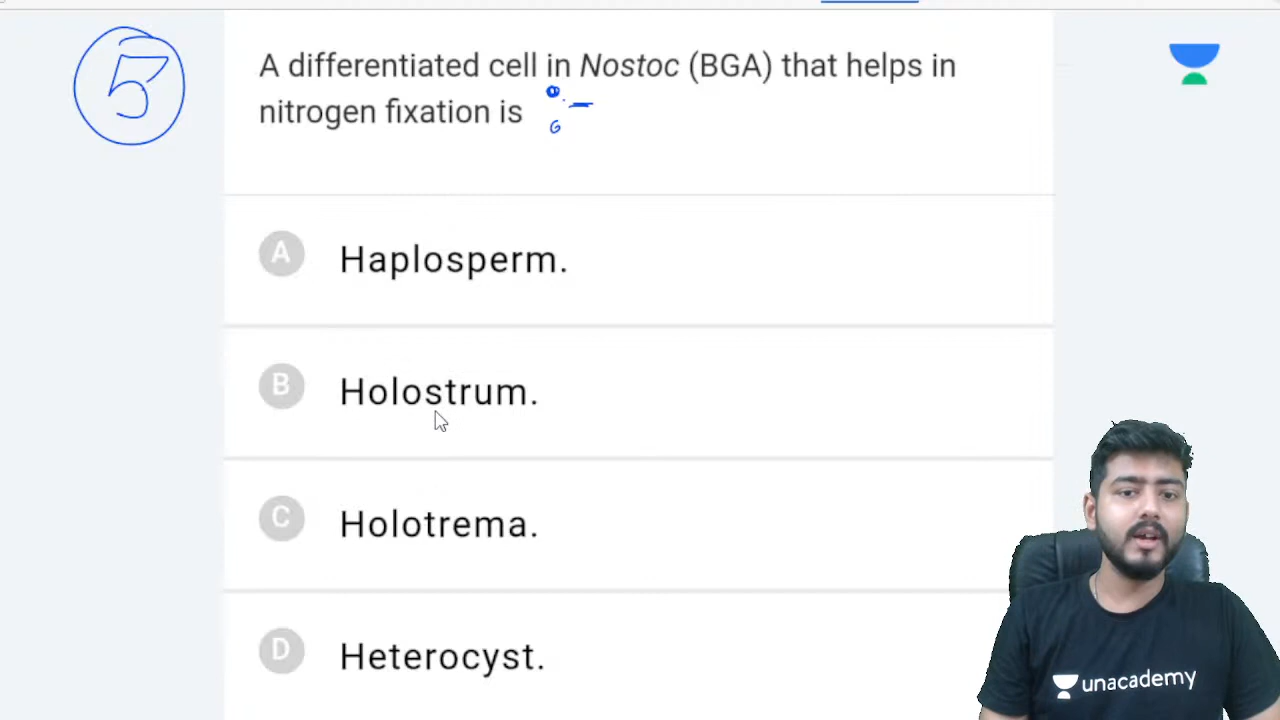 5
A differentiated cell in Nostoc (BGA) that helps in
nitrogen fixation is :-
A Haplosperm.
B Holostrum.
C Holotrema.
D Heterocyst.
unacademy